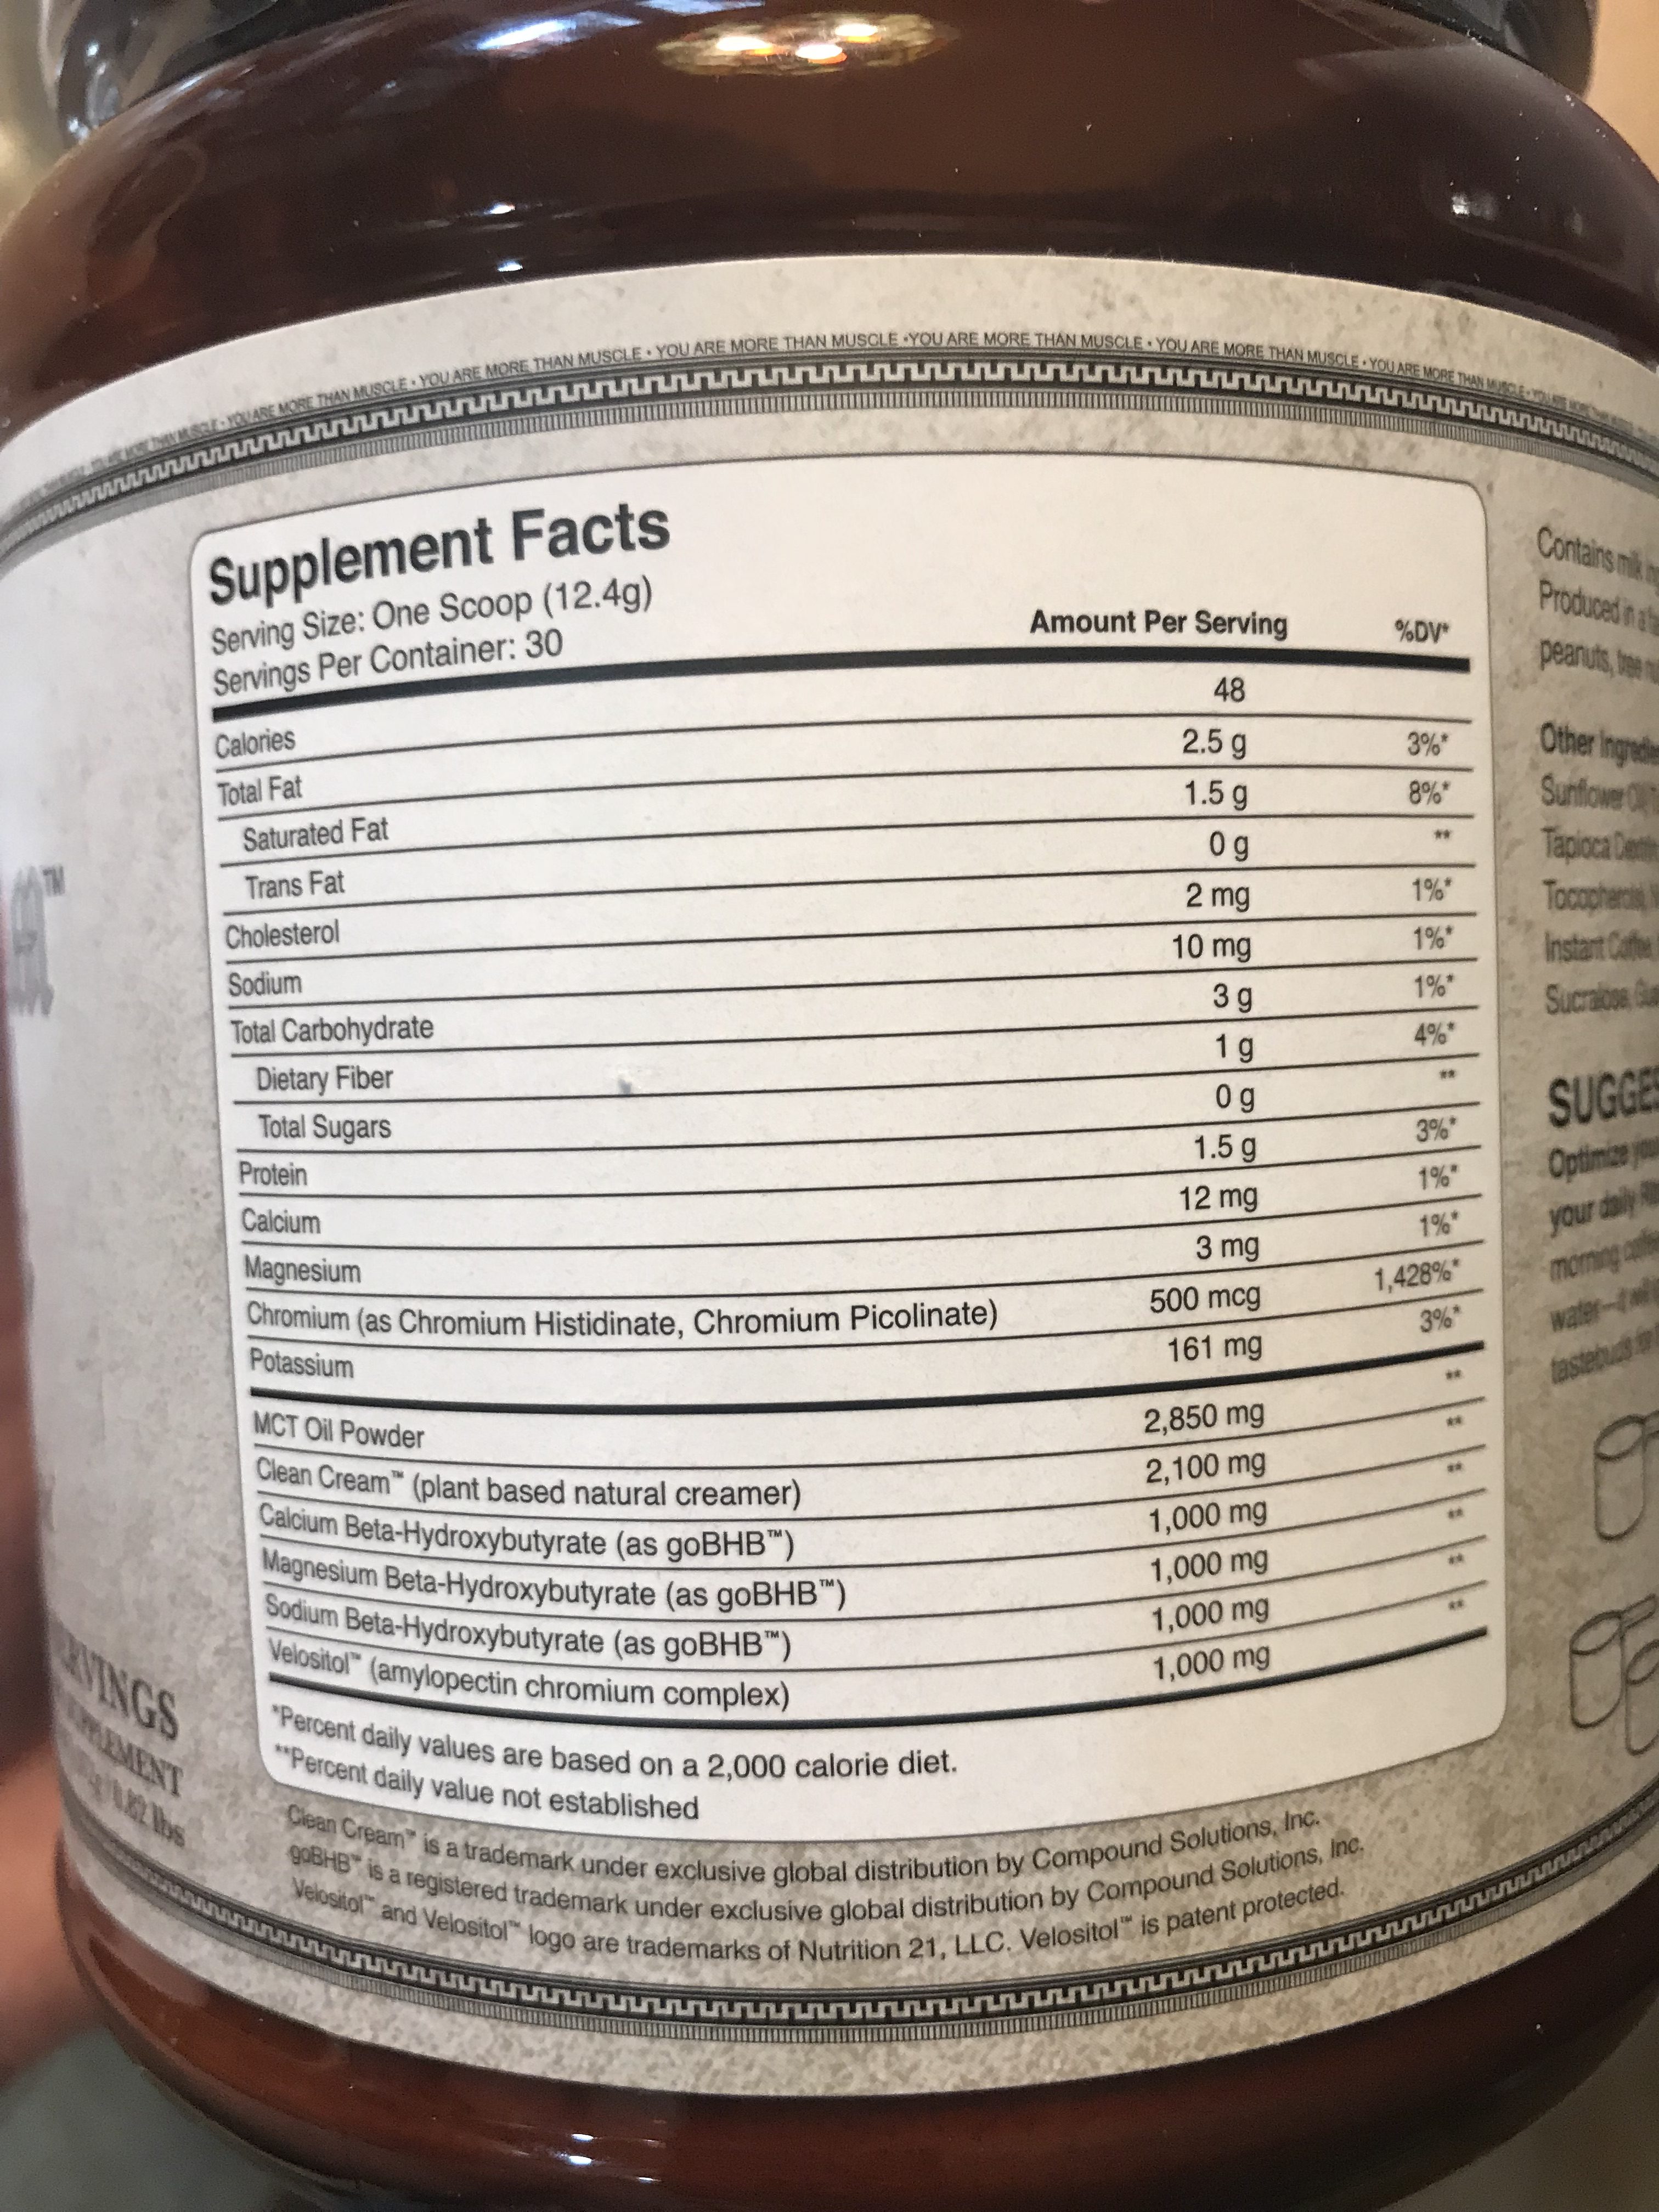 YOU ARE MORE THAN MUSCLE • YOU ARE MORE THAN MUSCLE • YOU ARE MORE THAN MUSCLE •YOU ARE MORE THAN MUSCLE • YOU ARE MORE THAN MUSCLE • YOU ARE MORE THAN MUSCLE •
Supplement Facts
Serving Size: One Scoop (12.4g)
Servings Per Container: 30
Amount Per Serving %DV*
Calories 48
Total Fat 2.5 g 3%*
Saturated Fat 1.5 g 8%*
Trans Fat 0 g **
Cholesterol 2 mg 1%*
Sodium 10 mg 1%*
Total Carbohydrate 3 g 1%*
Dietary Fiber 1 g 4%*
Total Sugars 0 g **
Protein 1.5 g 3%*
Calcium 12 mg 1%*
Magnesium 3 mg 1%*
Chromium (as Chromium Histidinate, Chromium Picolinate) 500 mcg 1,428%*
Potassium 161 mg 3%*
MCT Oil Powder 2,850 mg **
Clean Cream™ (plant based natural creamer) 2,100 mg **
Calcium Beta-Hydroxybutyrate (as goBHB™) 1,000 mg **
Magnesium Beta-Hydroxybutyrate (as goBHB™) 1,000 mg **
Sodium Beta-Hydroxybutyrate (as goBHB™) 1,000 mg **
Velositol™ (amylopectin chromium complex) 1,000 mg **
*Percent daily values are based on a 2,000 calorie diet.
**Percent daily value not established
Clean Cream™ is a trademark under exclusive global distribution by Compound Solutions, Inc.
goBHB™ is a registered trademark under exclusive global distribution by Compound Solutions, Inc.
Velositol™ and Velositol™ logo are trademarks of Nutrition 21, LLC. Velositol™ is patent protected.
TM
0.82 lbs
Contains milk
Produced in a
peanuts, tree
Other
Sunflower
Tapioca
Instant Coffee,
Sucralose,
Optimize
your daily
morning
water—